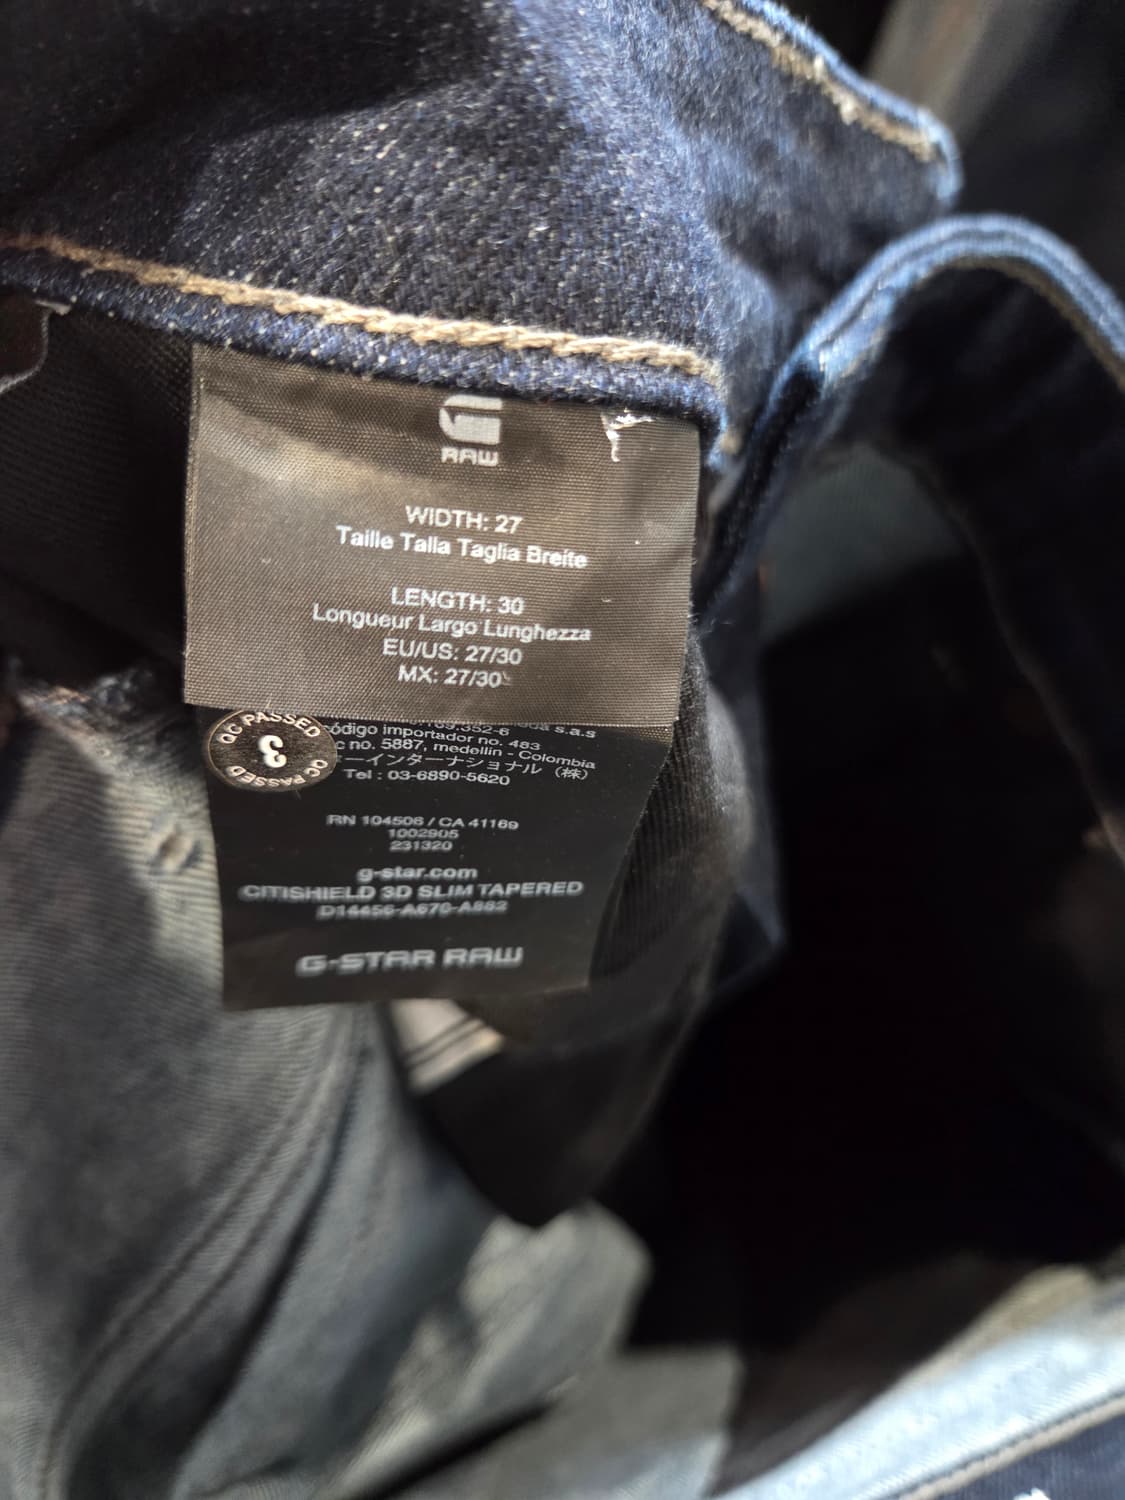 RAW
WIDTH: 27
Taille Talla Taglia Breite
LENGTH: 30
Longueur Largo Lunghezza
EU/US: 27/30
MX: 27/30
QC PASSED
3
QC PASSED
s.a.s
código importador no. 463
no. 5887, medellin - Colombia
ーインターナショナル (株)
Tel : 03-6890-5620
RN 104506 / CA 41169
1002905
231320
g-star.com
CITISHIELD 3D SLIM TAPERED
D14456-A670-A882
G-STAR RAW